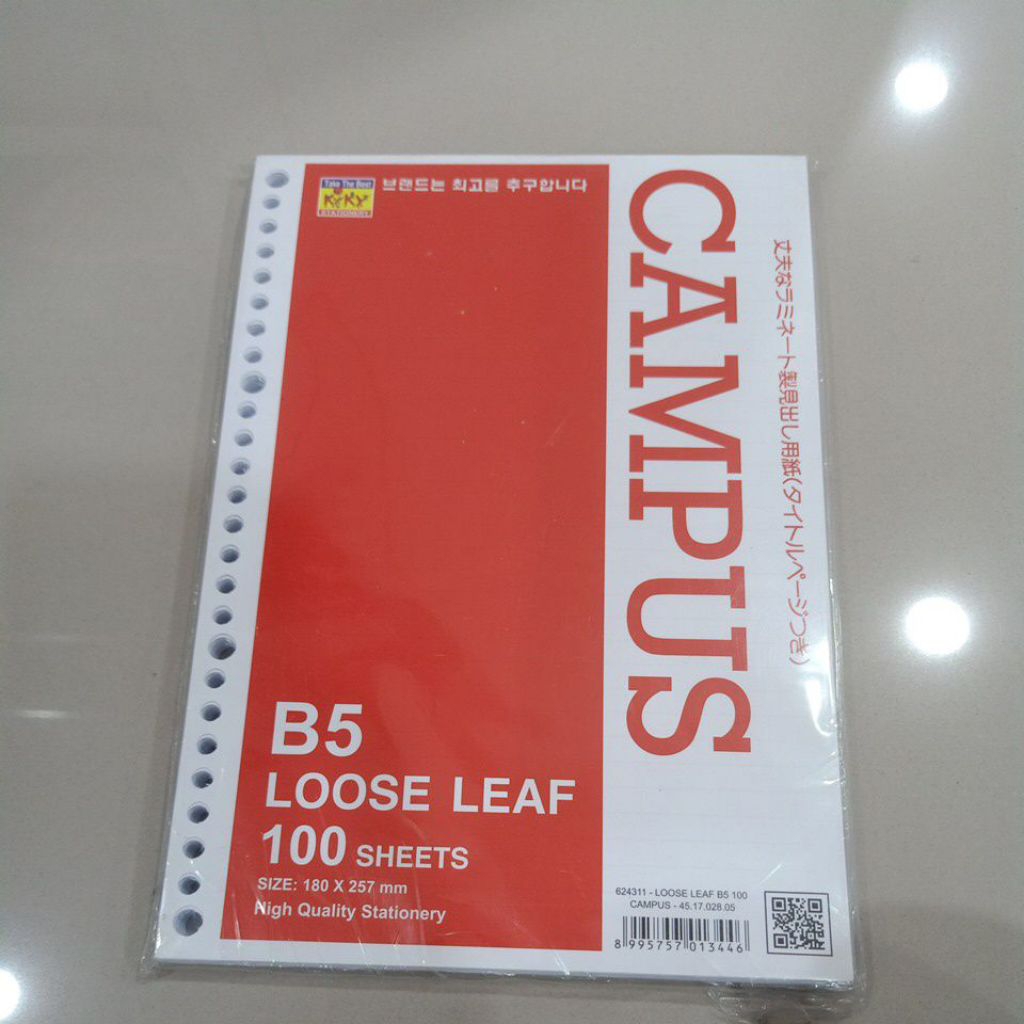 Take The Best
KiKY
STATIONERY
브랜드는 최고를 추구합니다
CAMPUS
丈夫なラミネート製見出し用紙(タイトルページつき)
B5
LOOSE LEAF
100 SHEETS
SIZE: 180 X 257 mm
High Quality Stationery
624311 - LOOSE LEAF B5 100
CAMPUS - 45.17.028.05
8 995757 013446